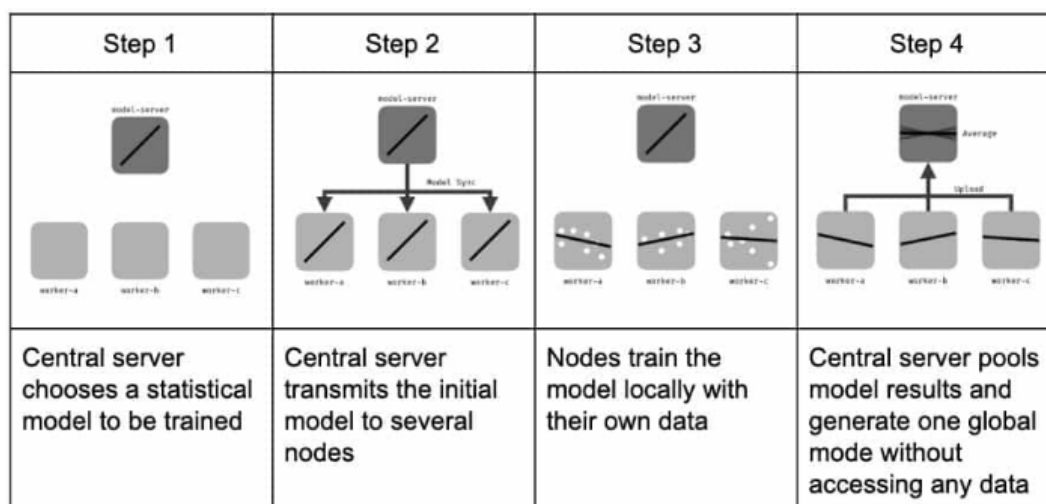 Step 1
Step 2
Step 3
Step 4
model-server
worker-a
worker-b
worker-c
model-server
Model Sync
worker-a
worker-b
worker-c
model-server
worker-a
worker-b
worker-c
model-server
Average
Upload
worker-a
worker-b
worker-c
Central server
chooses a statistical
model to be trained
Central server
transmits the initial
model to several
nodes
Nodes train the
model locally with
their own data
Central server pools
model results and
generate one global
mode without
accessing any data